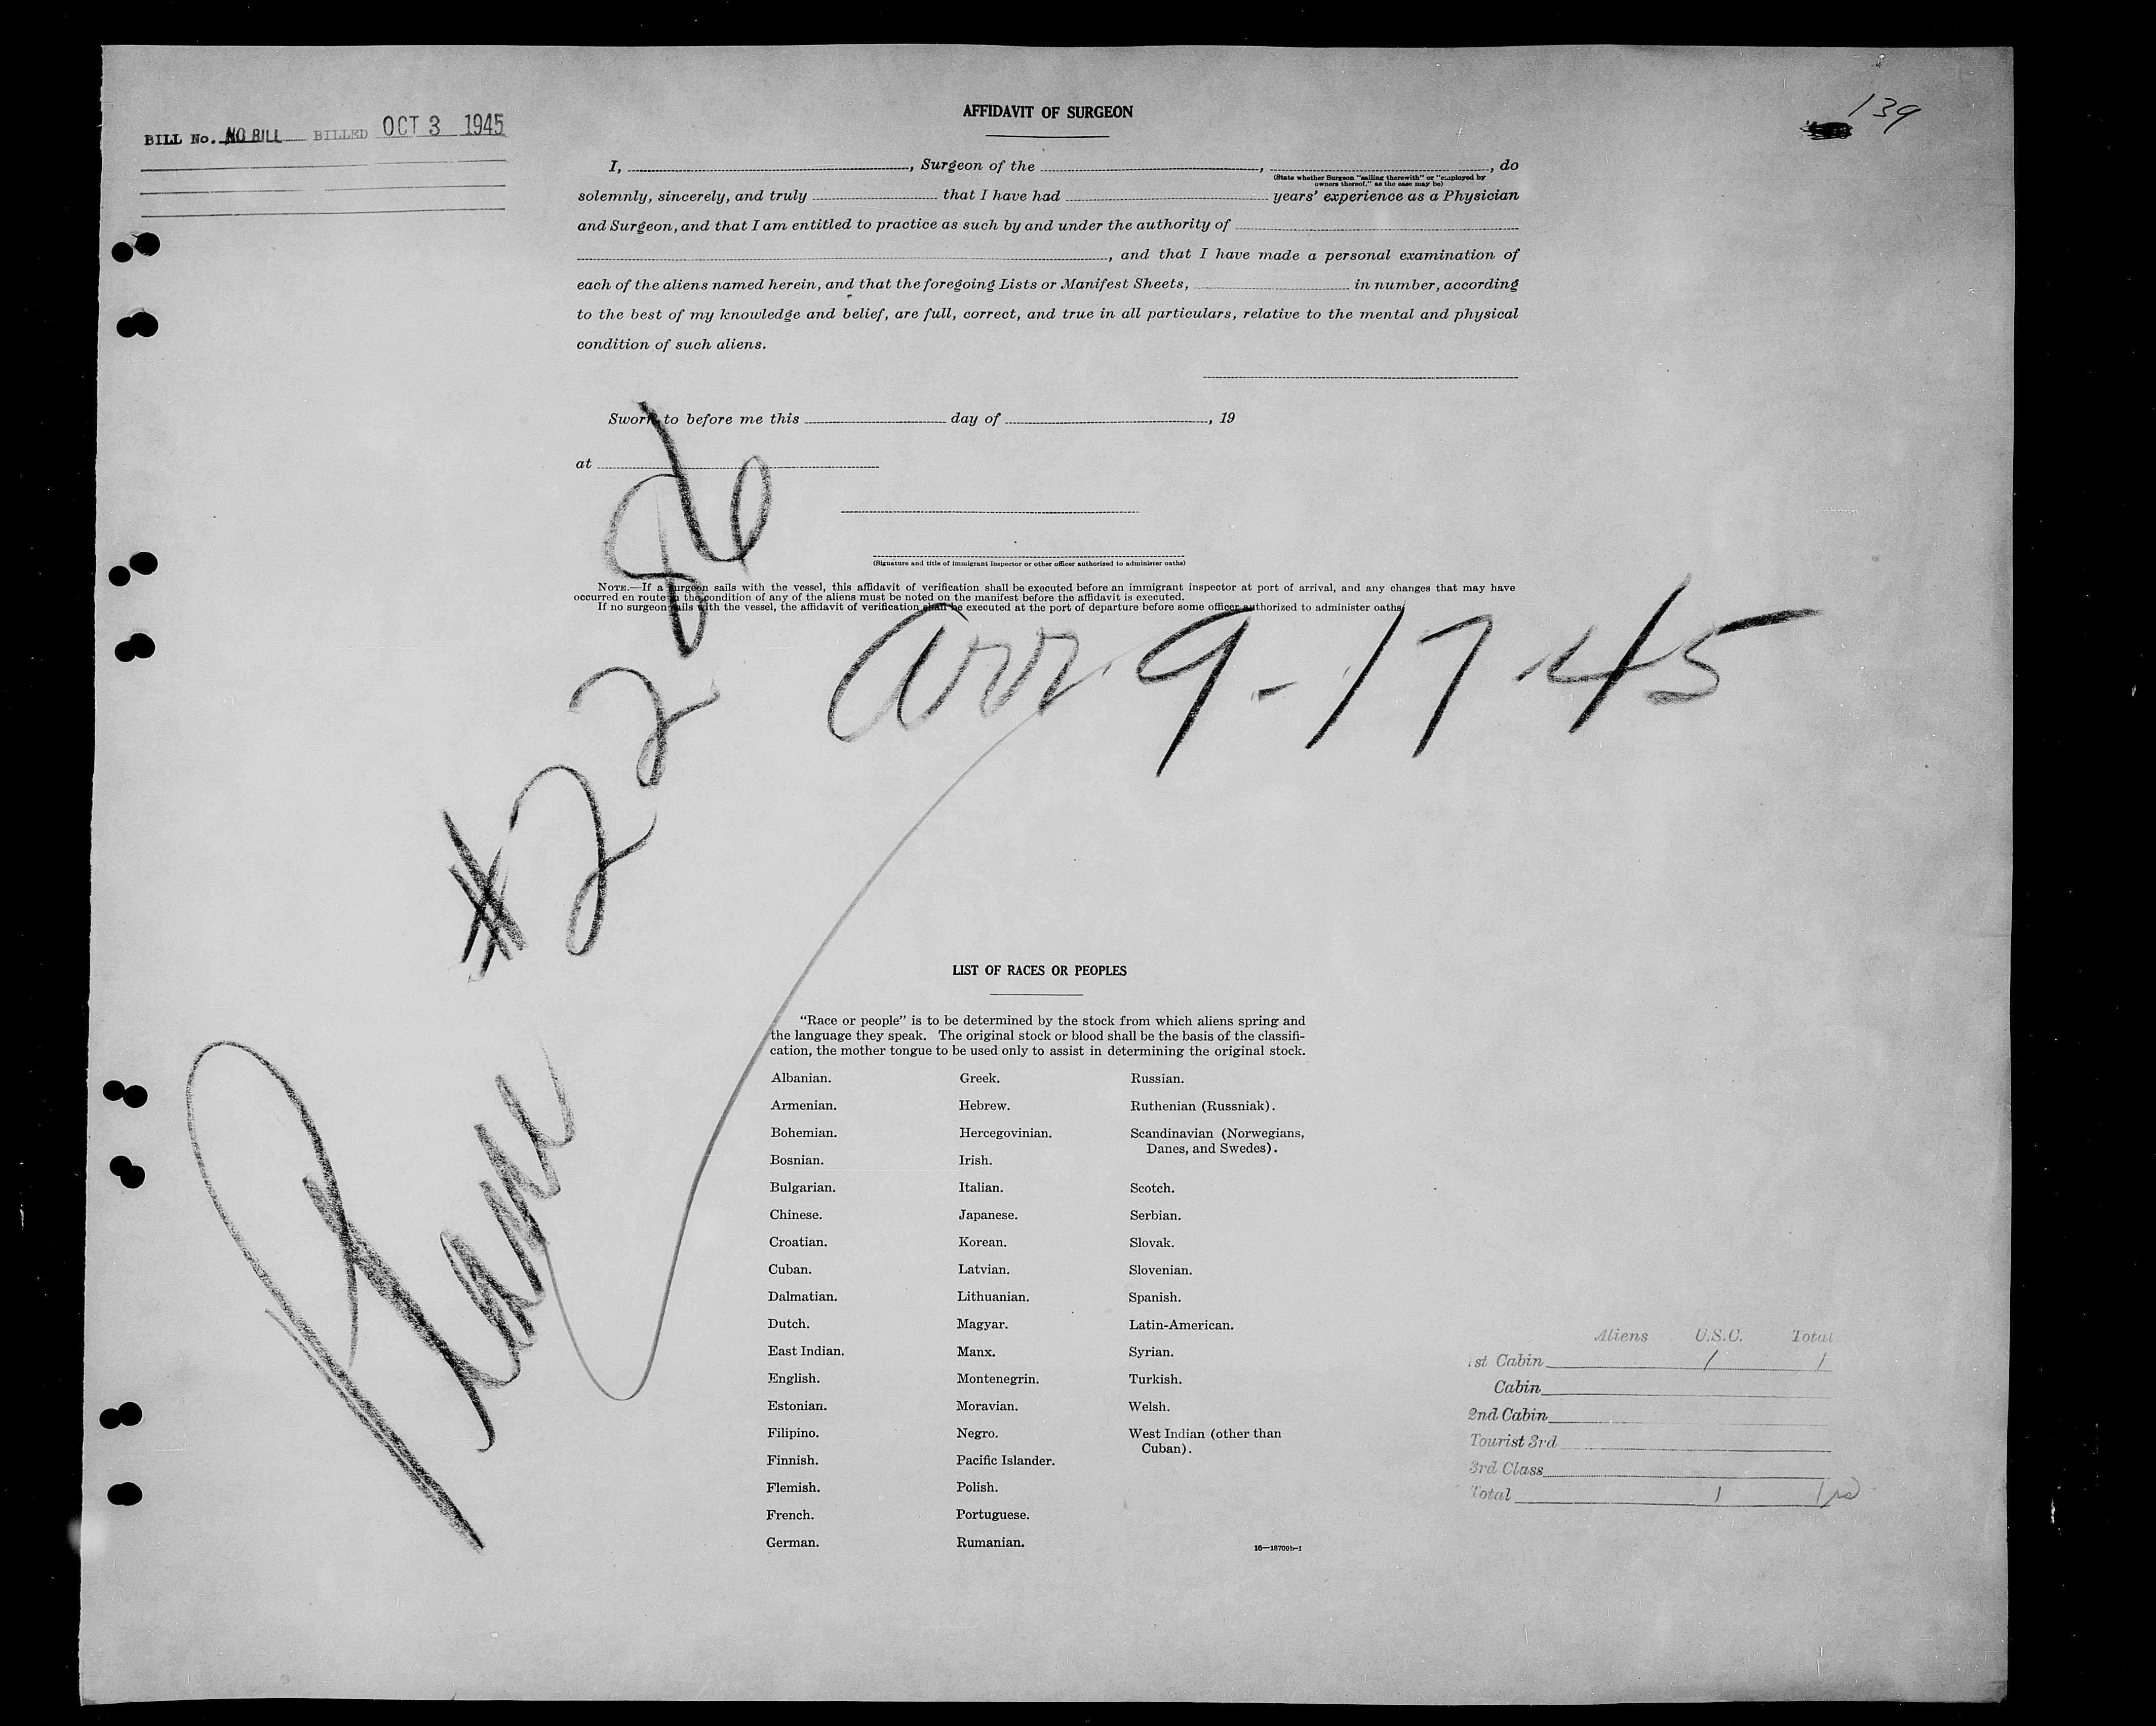 BILL No. NO BILL BILLED OCT 3 1945
139
AFFIDAVIT OF SURGEON
I, , Surgeon of the , , do
(State whether Surgeon "sailing therewith" or "employed by
owners thereof," as the case may be)
solemnly, sincerely, and truly that I have had years' experience as a Physician
and Surgeon, and that I am entitled to practice as such by and under the authority of
, and that I have made a personal examination of
each of the aliens named herein, and that the foregoing Lists or Manifest Sheets, in number, according
to the best of my knowledge and belief, are full, correct, and true in all particulars, relative to the mental and physical
condition of such aliens.
Sworn to before me this day of , 19
at
(Signature and title of immigrant inspector or other officer authorized to administer oaths)
NOTE.—If a surgeon sails with the vessel, this affidavit of verification shall be executed before an immigrant inspector at port of arrival, and any changes that may have
occurred en route in the condition of any of the aliens must be noted on the manifest before the affidavit is executed.
If no surgeon sails with the vessel, the affidavit of verification shall be executed at the port of departure before some officer authorized to administer oaths.
Plane #2286
arr. 9-17-45
LIST OF RACES OR PEOPLES
"Race or people" is to be determined by the stock from which aliens spring and
the language they speak. The original stock or blood shall be the basis of the classifi-
cation, the mother tongue to be used only to assist in determining the original stock.
Albanian. Greek. Russian.
Armenian. Hebrew. Ruthenian (Russniak).
Bohemian. Hercegovinian. Scandinavian (Norwegians,
Danes, and Swedes).
Bosnian. Irish.
Bulgarian. Italian. Scotch.
Chinese. Japanese. Serbian.
Croatian. Korean. Slovak.
Cuban. Latvian. Slovenian.
Dalmatian. Lithuanian. Spanish.
Dutch. Magyar. Latin-American.
East Indian. Manx. Syrian.
English. Montenegrin. Turkish.
Estonian. Moravian. Welsh.
Filipino. Negro. West Indian (other than
Cuban).
Finnish. Pacific Islander.
Flemish. Polish.
French. Portuguese.
German. Rumanian.
16—18709b-1
Aliens U.S.C. Total
1st Cabin 1 1
Cabin
2nd Cabin
Tourist 3rd
3rd Class
Total 1 1